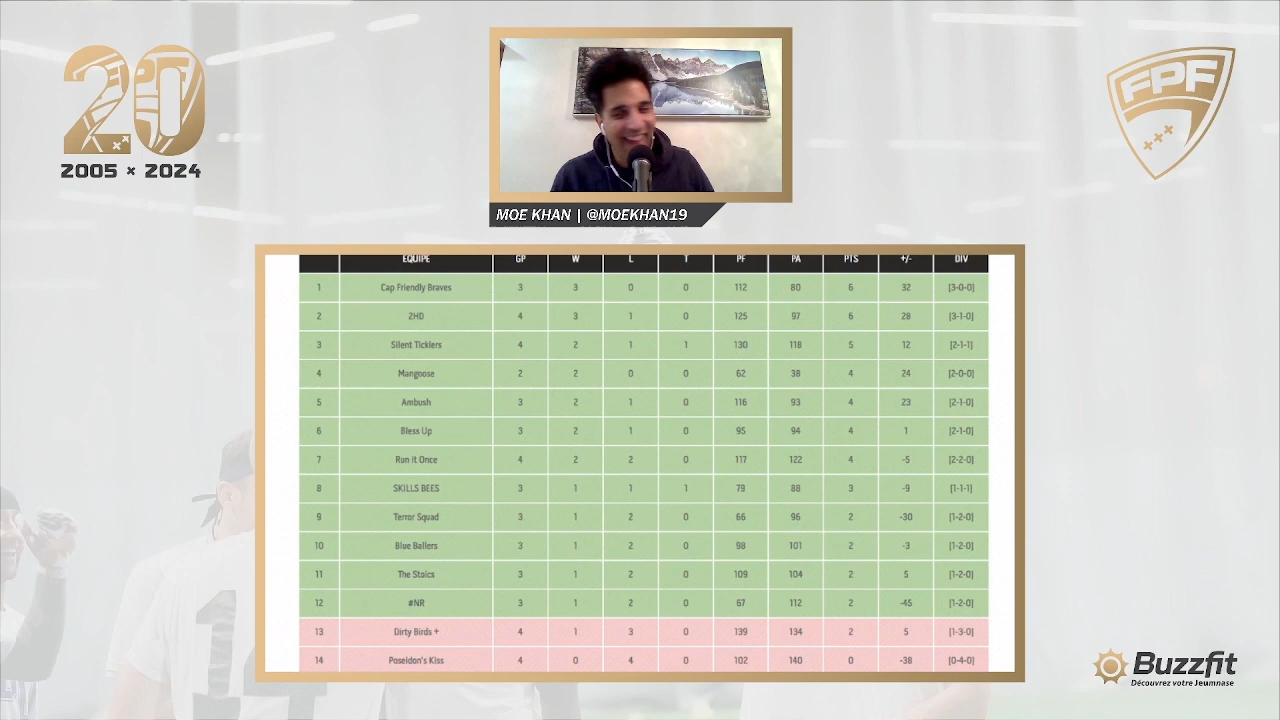 20
2005 × 2024
FPF
MOE KHAN | @MOEKHAN19
EQUIPE GP W L T PF PA PTS +/- DIV
1 Cap Friendly Braves 3 3 0 0 112 80 6 32 [3-0-0]
2 2HD 4 3 1 0 125 97 6 28 [3-1-0]
3 Silent Ticklers 4 2 1 1 130 118 5 12 [2-1-1]
4 Mangoose 2 2 0 0 62 38 4 24 [2-0-0]
5 Ambush 3 2 1 0 116 93 4 23 [2-1-0]
6 Bless Up 3 2 1 0 95 94 4 1 [2-1-0]
7 Run it Once 4 2 2 0 117 122 4 -5 [2-2-0]
8 SKILLS BEES 3 1 1 1 79 88 3 -9 [1-1-1]
9 Terror Squad 3 1 2 0 66 96 2 -30 [1-2-0]
10 Blue Ballers 3 1 2 0 98 101 2 -3 [1-2-0]
11 The Stoics 3 1 2 0 109 104 2 5 [1-2-0]
12 #NR 3 1 2 0 67 112 2 -45 [1-2-0]
13 Dirty Birds + 4 1 3 0 139 134 2 5 [1-3-0]
14 Poseidon's Kiss 4 0 4 0 102 140 0 -38 [0-4-0]
Buzzfit
Découvrez votre Jeumnase